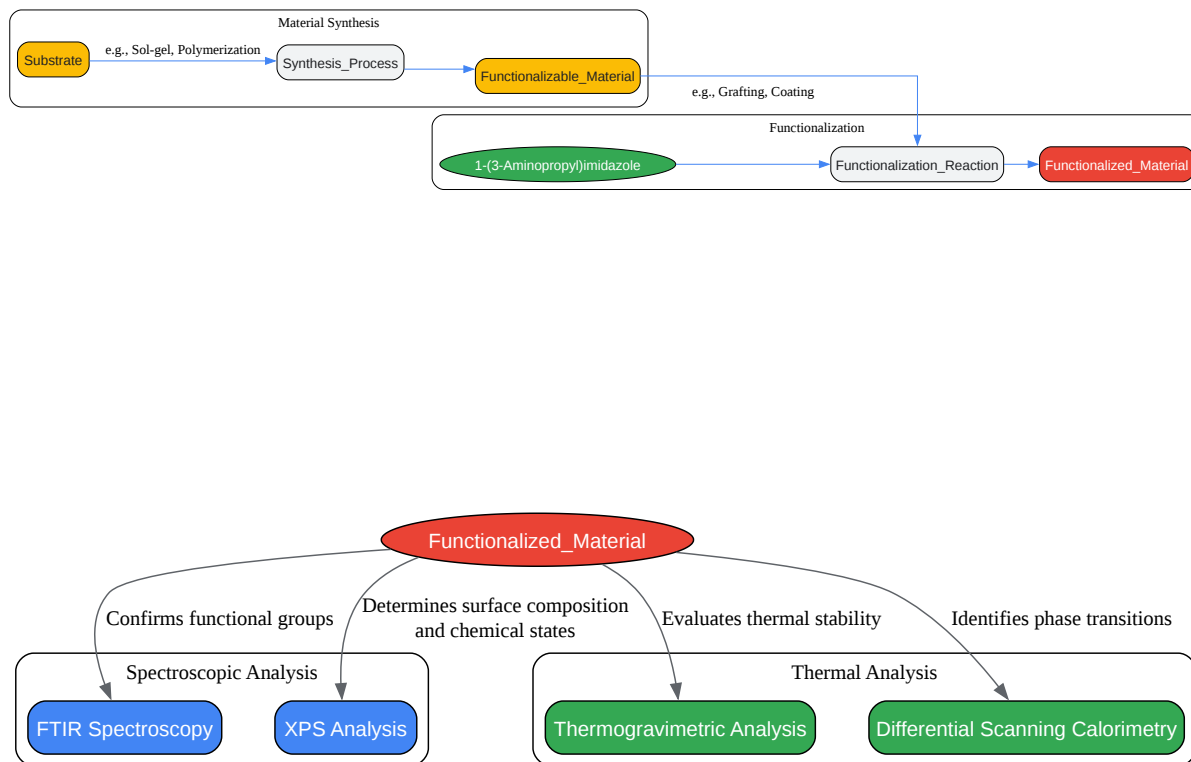 Material Synthesis
Substrate
e.g., Sol-gel, Polymerization
Synthesis_Process
Functionalizable_Material
e.g., Grafting, Coating
Functionalization
1-(3-Aminopropyl)imidazole
Functionalization_Reaction
Functionalized_Material
Functionalized_Material
Confirms functional groups
Determines surface composition
and chemical states
Evaluates thermal stability
Identifies phase transitions
Spectroscopic Analysis
Thermal Analysis
FTIR Spectroscopy
XPS Analysis
Thermogravimetric Analysis
Differential Scanning Calorimetry